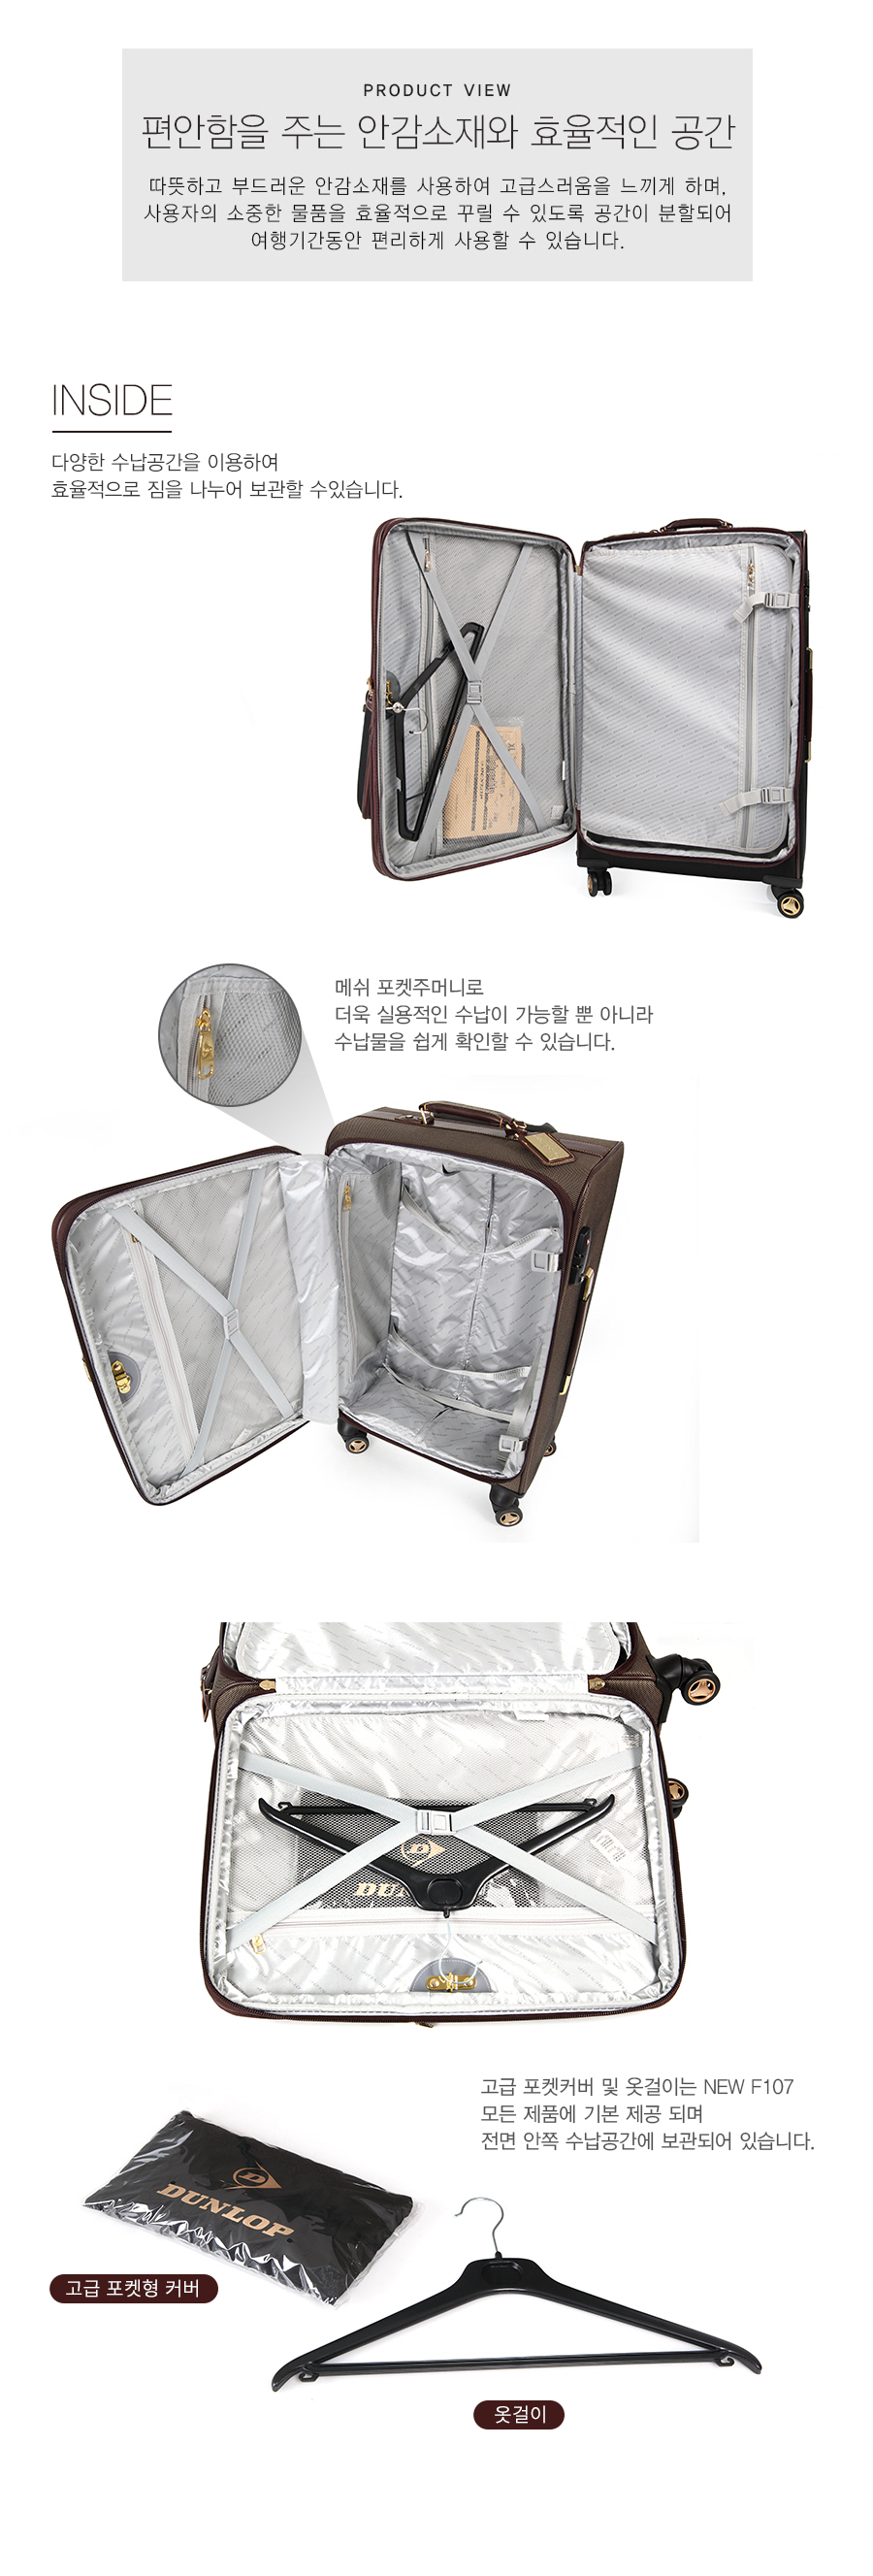 PRODUCT VIEW
편안함을 주는 안감소재와 효율적인 공간
따뜻하고 부드러운 안감소재를 사용하여 고급스러움을 느끼게 하며,
사용자의 소중한 물품을 효율적으로 꾸릴 수 있도록 공간이 분할되어
여행기간동안 편리하게 사용할 수 있습니다.
INSIDE
다양한 수납공간을 이용하여
효율적으로 짐을 나누어 보관할 수있습니다.
메쉬 포켓주머니로
더욱 실용적인 수납이 가능할 뿐 아니라
수납물을 쉽게 확인할 수 있습니다.
고급 포켓커버 및 옷걸이는 NEW F107
모든 제품에 기본 제공 되며
전면 안쪽 수납공간에 보관되어 있습니다.
D
DUNLOP
고급 포켓형 커버
옷걸이